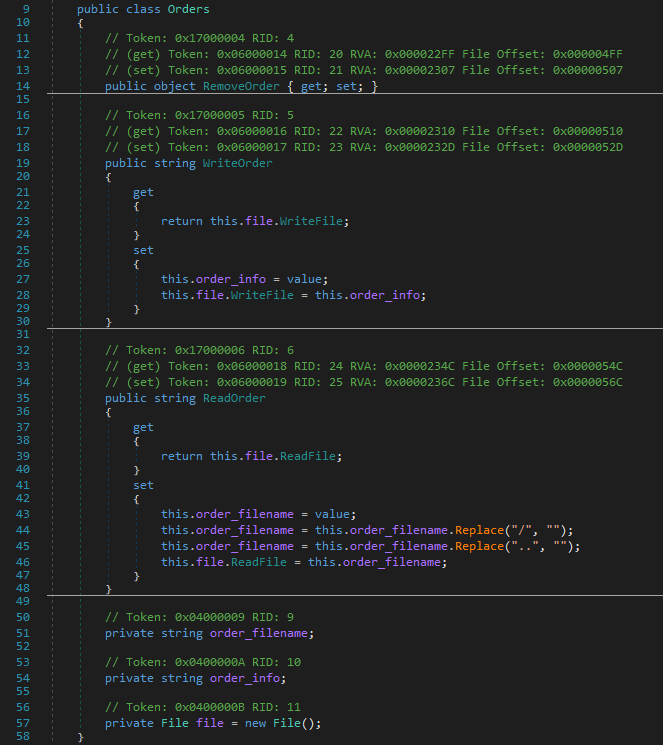 9 public class Orders
10 {
11 // Token: 0x17000004 RID: 4
12 // (get) Token: 0x06000014 RID: 20 RVA: 0x000022FF File Offset: 0x000004FF
13 // (set) Token: 0x06000015 RID: 21 RVA: 0x00002307 File Offset: 0x00000507
14 public object RemoveOrder { get; set; }
15
16 // Token: 0x17000005 RID: 5
17 // (get) Token: 0x06000016 RID: 22 RVA: 0x00002310 File Offset: 0x00000510
18 // (set) Token: 0x06000017 RID: 23 RVA: 0x0000232D File Offset: 0x0000052D
19 public string WriteOrder
20 {
21 get
22 {
23 return this.file.WriteFile;
24 }
25 set
26 {
27 this.order_info = value;
28 this.file.WriteFile = this.order_info;
29 }
30 }
31
32 // Token: 0x17000006 RID: 6
33 // (get) Token: 0x06000018 RID: 24 RVA: 0x0000234C File Offset: 0x0000054C
34 // (set) Token: 0x06000019 RID: 25 RVA: 0x0000236C File Offset: 0x0000056C
35 public string ReadOrder
36 {
37 get
38 {
39 return this.file.ReadFile;
40 }
41 set
42 {
43 this.order_filename = value;
44 this.order_filename = this.order_filename.Replace("/", "");
45 this.order_filename = this.order_filename.Replace("..", "");
46 this.file.ReadFile = this.order_filename;
47 }
48 }
49
50 // Token: 0x04000009 RID: 9
51 private string order_filename;
52
53 // Token: 0x0400000A RID: 10
54 private string order_info;
55
56 // Token: 0x0400000B RID: 11
57 private File file = new File();
58 }